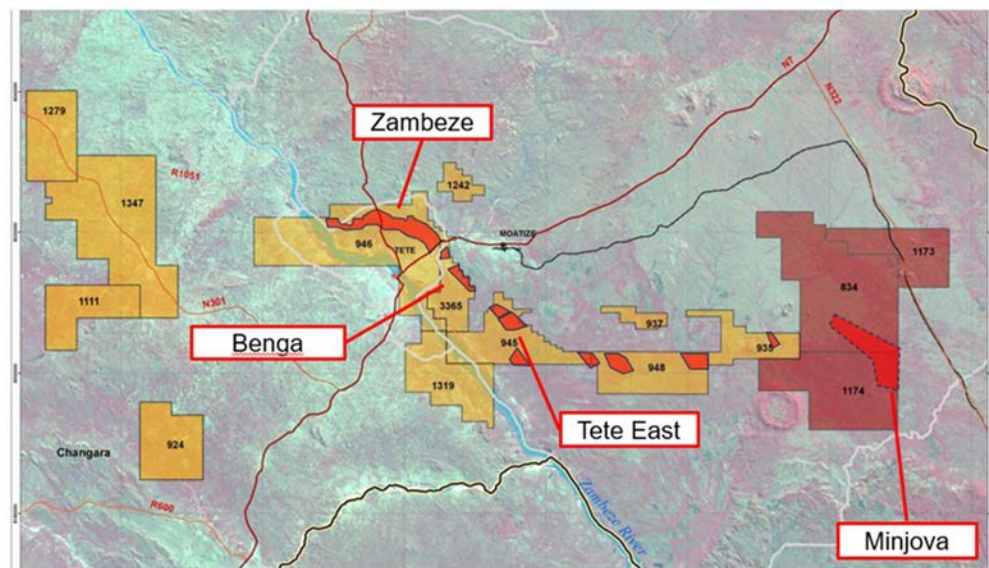 1279
N7
N322
Zambeze
1347
R1051
1242
946
TETE
MOATIZE
1173
834
1111
N301
3365
937
Benga
945
935
948
1319
1174
924
Tete East
Changara
R600
Zambeze River
Minjova